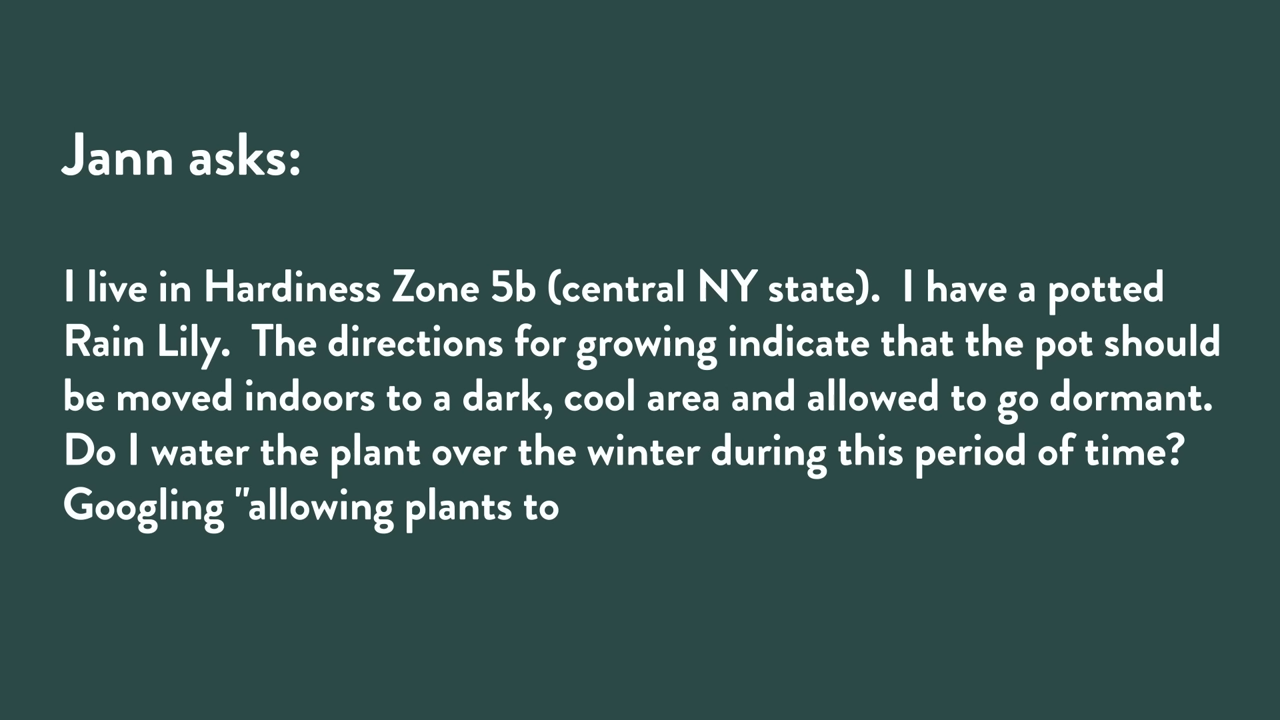 Jann asks:
I live in Hardiness Zone 5b (central NY state).  I have a potted
Rain Lily.  The directions for growing indicate that the pot should
be moved indoors to a dark, cool area and allowed to go dormant.
Do I water the plant over the winter during this period of time?
Googling "allowing plants to